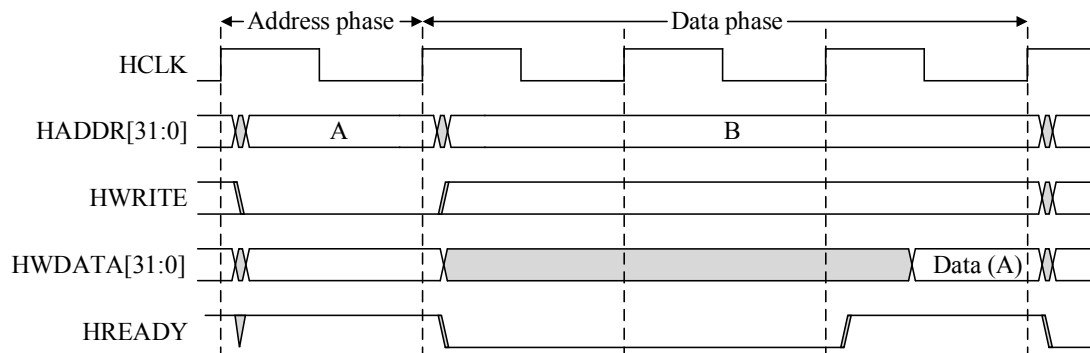 Address phase Data phase
HCLK
HADDR[31:0] A B
HWRITE
HWDATA[31:0] Data (A)
HREADY